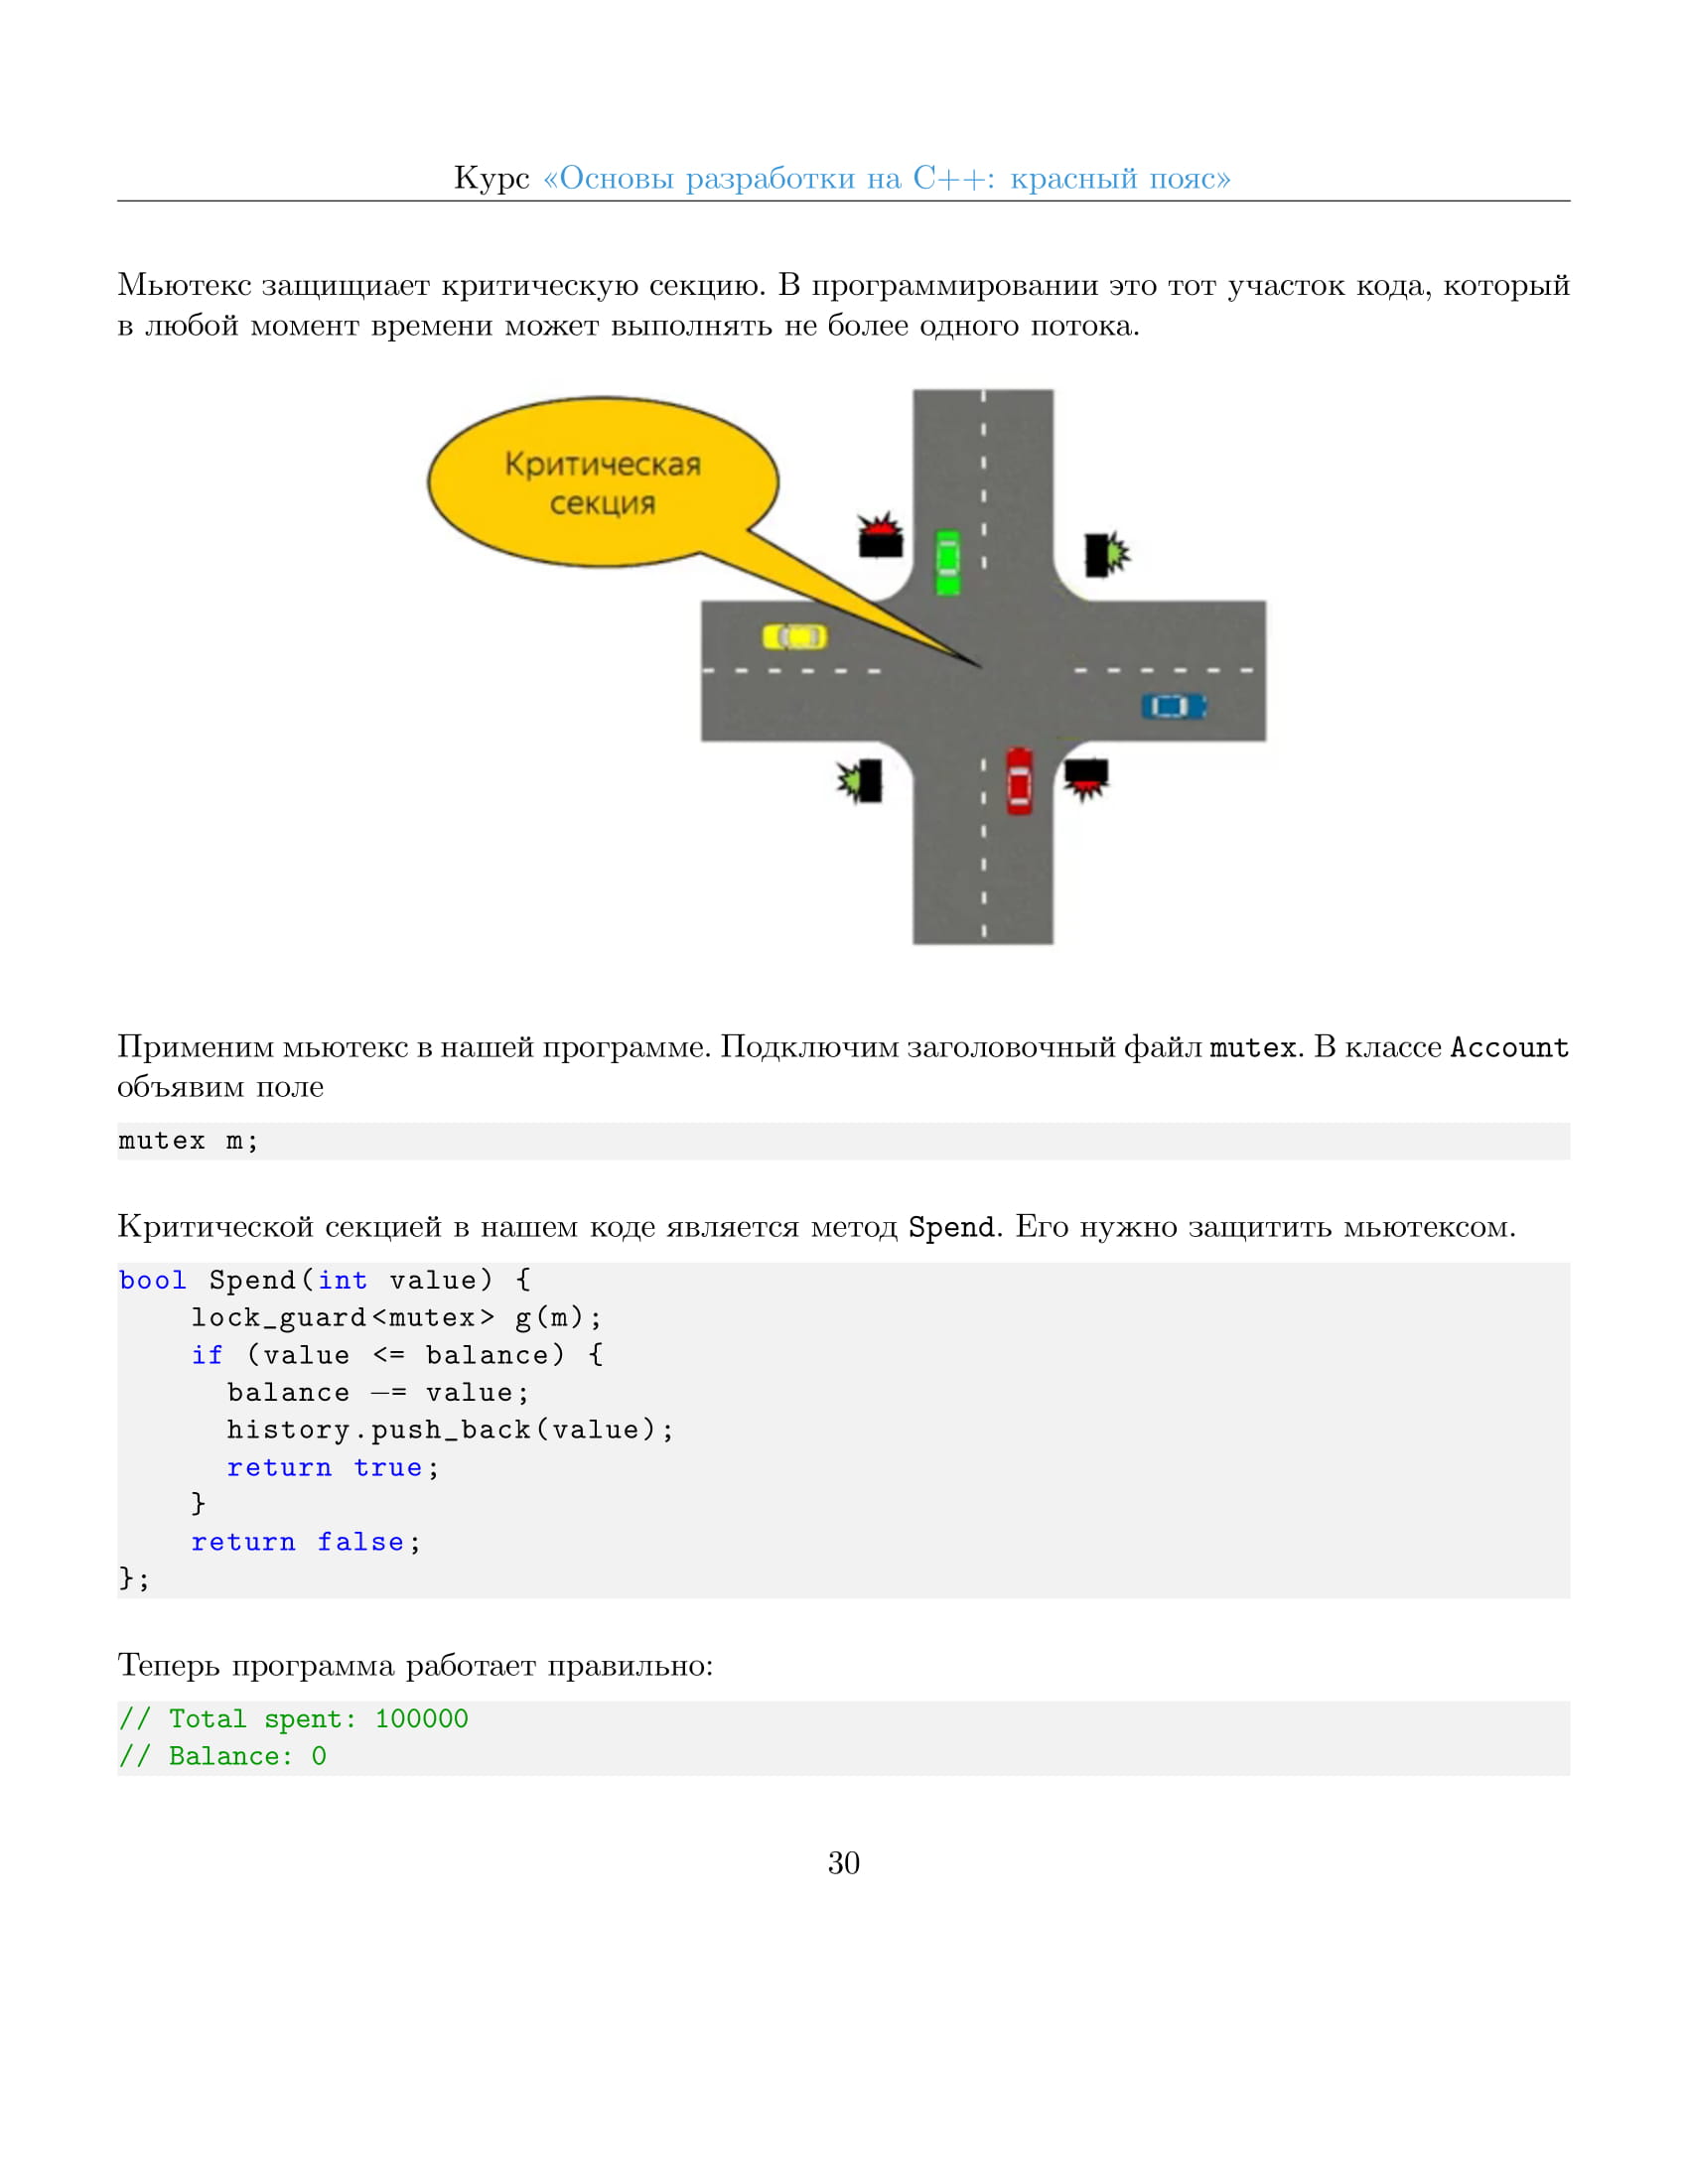 Курс «Основы разработки на C++: красный пояс»
Мьютекс защищиает критическую секцию. В программировании это тот участок кода, который
в любой момент времени может выполнять не более одного потока.
Критическая
секция
Применим мьютекс в нашей программе. Подключим заголовочный файл mutex. В классе Account
объявим поле
mutex m;
Критической секцией в нашем коде является метод Spend. Его нужно защитить мьютексом.
bool Spend(int value) {
    lock_guard<mutex> g(m);
    if (value <= balance) {
      balance −= value;
      history.push_back(value);
      return true;
    }
    return false;
};
Теперь программа работает правильно:
// Total spent: 100000
// Balance: 0
30